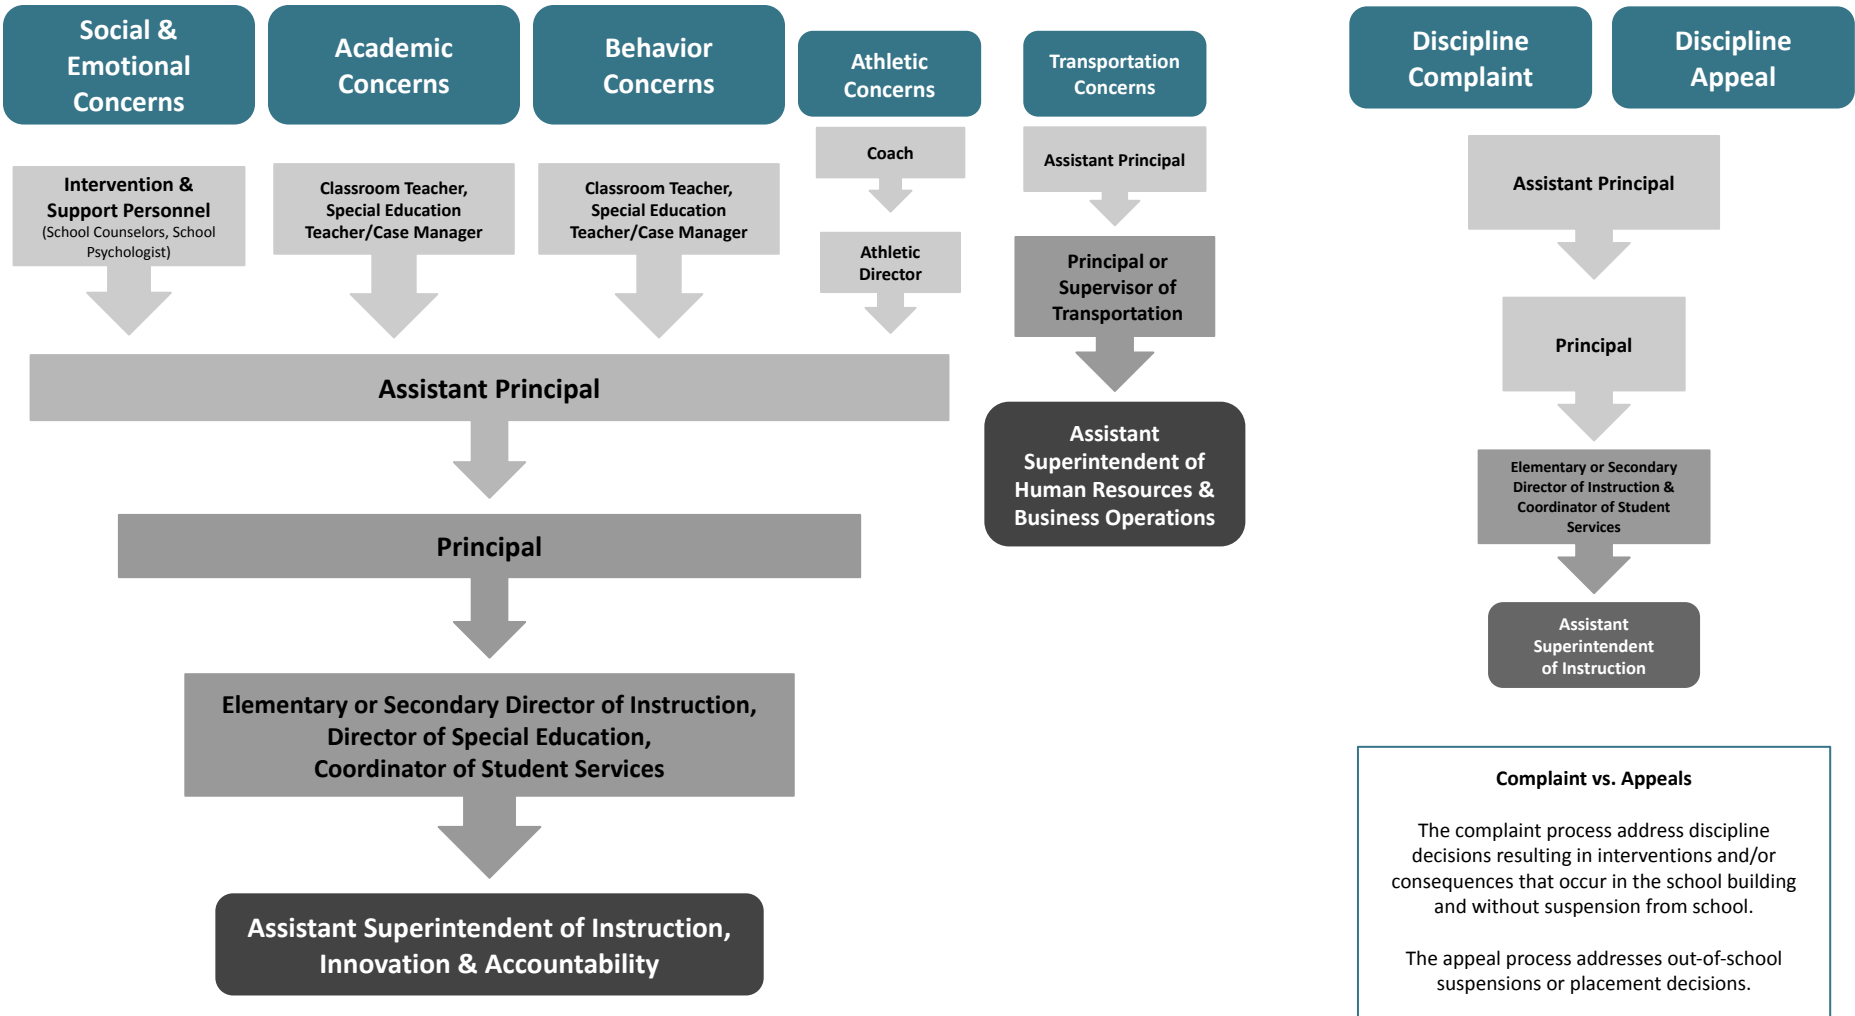 Social &
Emotional
Concerns
Academic
Concerns
Behavior
Concerns
Athletic
Concerns
Transportation
Concerns
Discipline
Complaint
Discipline
Appeal
Intervention &
Support Personnel
(School Counselors, School
Psychologist)
Classroom Teacher,
Special Education
Teacher/Case Manager
Classroom Teacher,
Special Education
Teacher/Case Manager
Coach
Athletic
Director
Assistant Principal
Principal or
Supervisor of
Transportation
Assistant
Superintendent of
Human Resources &
Business Operations
Assistant Principal
Principal
Elementary or Secondary Director of Instruction,
Director of Special Education,
Coordinator of Student Services
Assistant Superintendent of Instruction,
Innovation & Accountability
Assistant Principal
Principal
Elementary or Secondary
Director of Instruction &
Coordinator of Student
Services
Assistant
Superintendent
of Instruction
Complaint vs. Appeals
The complaint process address discipline
decisions resulting in interventions and/or
consequences that occur in the school building
and without suspension from school.
The appeal process addresses out-of-school
suspensions or placement decisions.